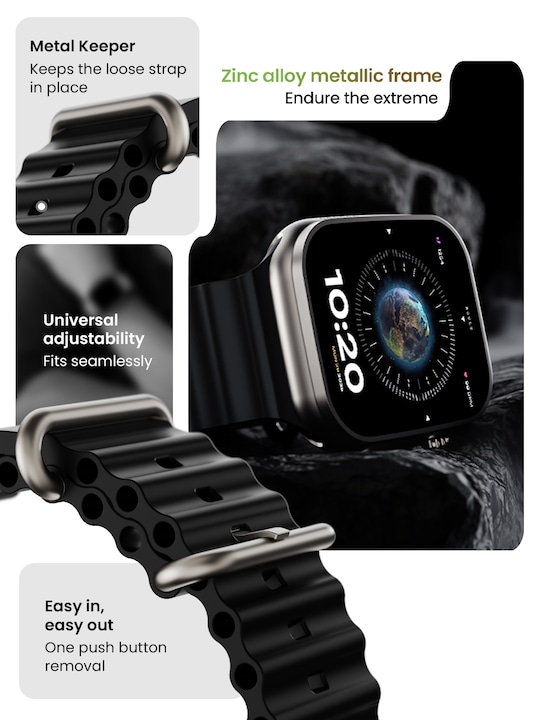 Metal Keeper
Keeps the loose strap
in place
Zinc alloy metallic frame
Endure the extreme
Universal
adjustability
Fits seamlessly
10:20
Easy in,
easy out
One push button
removal